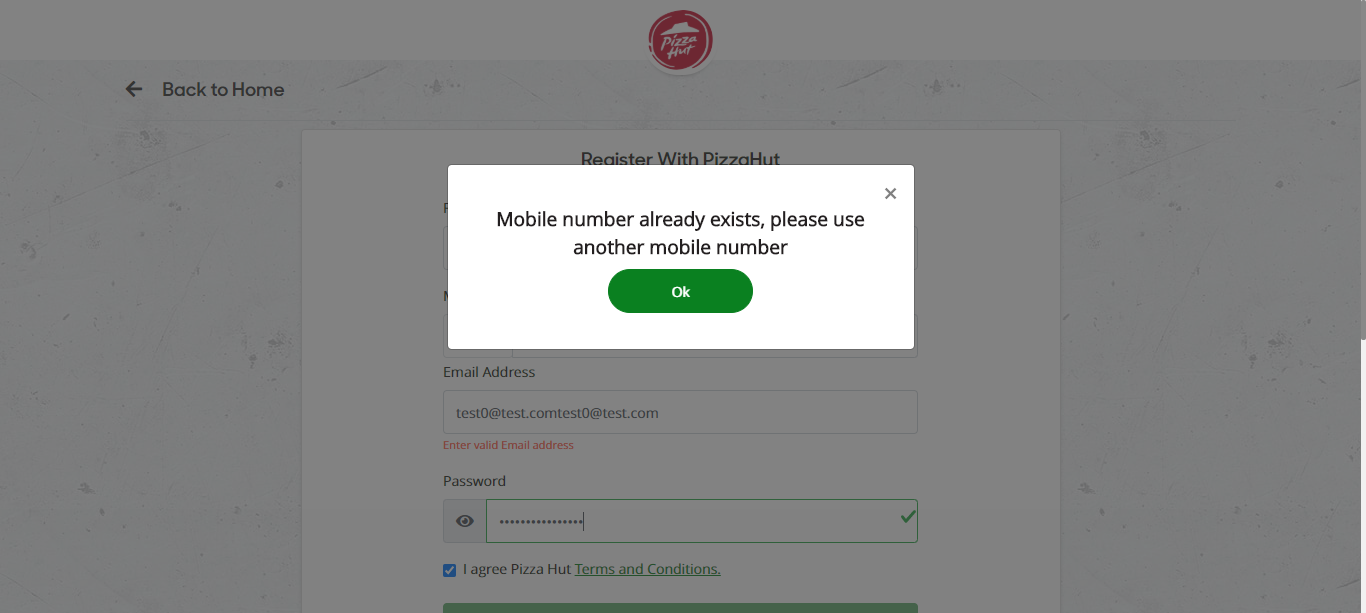 Pizza
Hut
Back to Home
Register With PizzaHut
Mobile number already exists, please use
another mobile number
Ok
Email Address
test0@test.comtest0@test.com
Enter valid Email address
Password
I agree Pizza Hut Terms and Conditions.